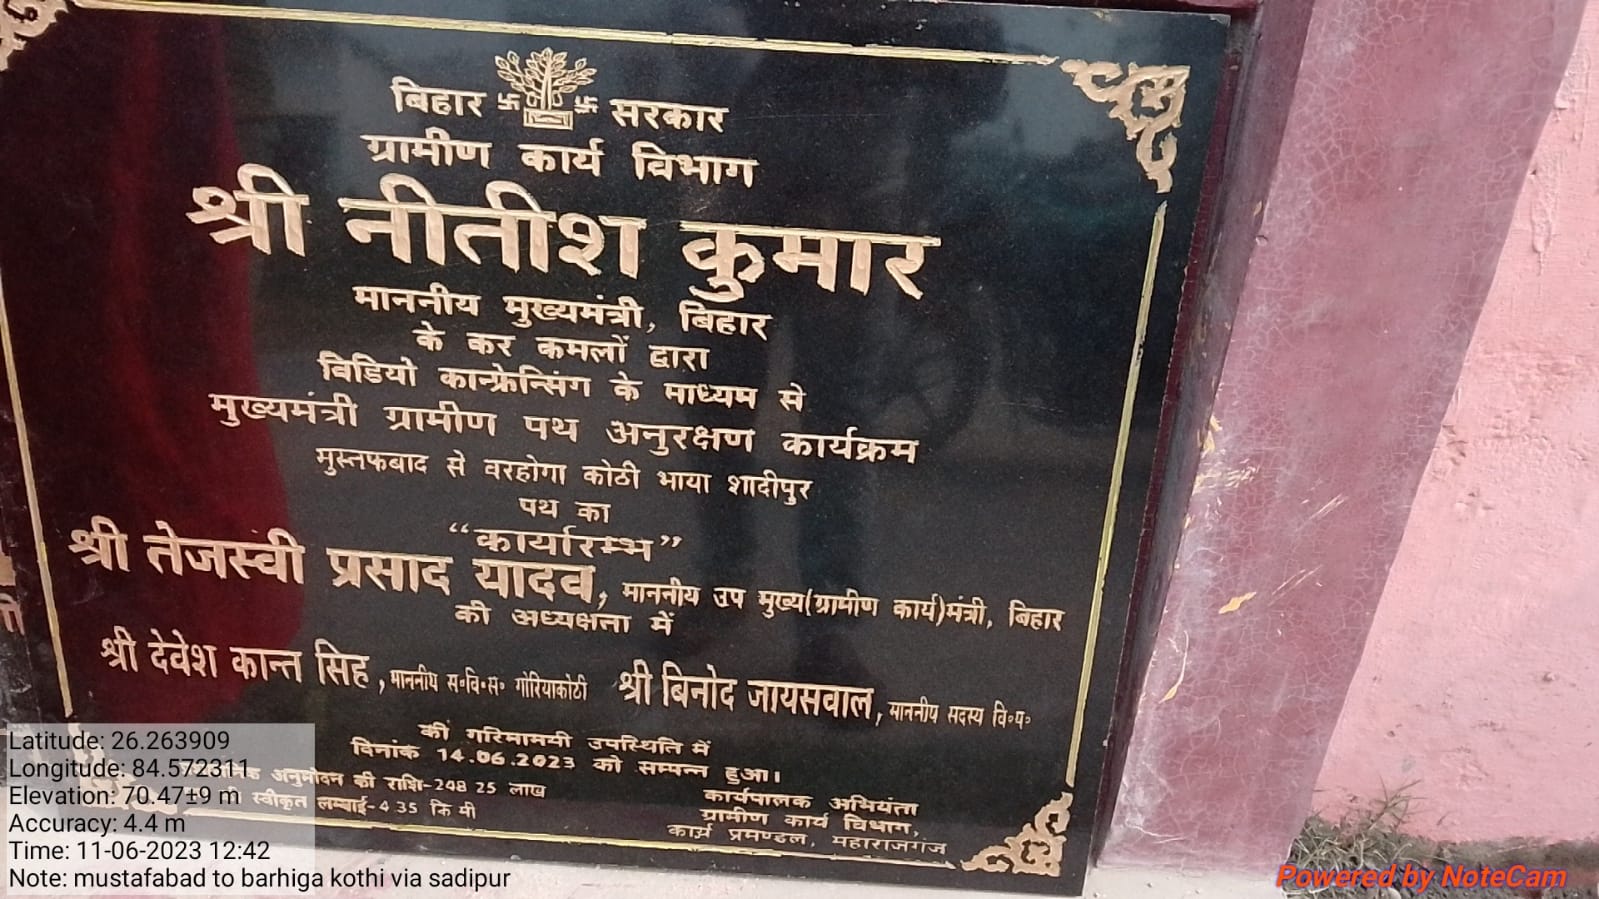 बिहार सरकार
ग्रामीण कार्य विभाग
श्री नीतीश कुमार
माननीय मुख्यमंत्री, बिहार
के कर कमलों द्वारा
विडियो कान्फ्रेन्सिंग के माध्यम से
मुख्यमंत्री ग्रामीण पथ अनुरक्षण कार्यक्रम
मुस्तफबाद से वरहोगा कोठी भाया शादीपुर
पथ का
“कार्यारम्भ”
श्री तेजस्वी प्रसाद यादव, माननीय उप मुख्य(ग्रामीण कार्य)मंत्री, बिहार
की अध्यक्षता में
श्री देवेश कान्त सिंह, माननीय स॰वि॰स॰ गोरियाकोटी श्री बिनोद जायसवाल, माननीय सदस्य वि॰प॰
की गरिमामयी उपस्थिति में
दिनांक 14.06.2023 को सम्पन्न हुआ।
अनुमोदन की राशि-248 25 लाख
स्वीकृत लम्बाई-4.35 कि मी
कार्यपालक अभियंता
ग्रामीण कार्य विभाग,
कार्य प्रमण्डल, महाराजगंज
Latitude: 26.263909
Longitude: 84.572311
Elevation: 70.47±9 m
Accuracy: 4.4 m
Time: 11-06-2023 12:42
Note: mustafabad to barhiga kothi via sadipur
Powered by NoteCam